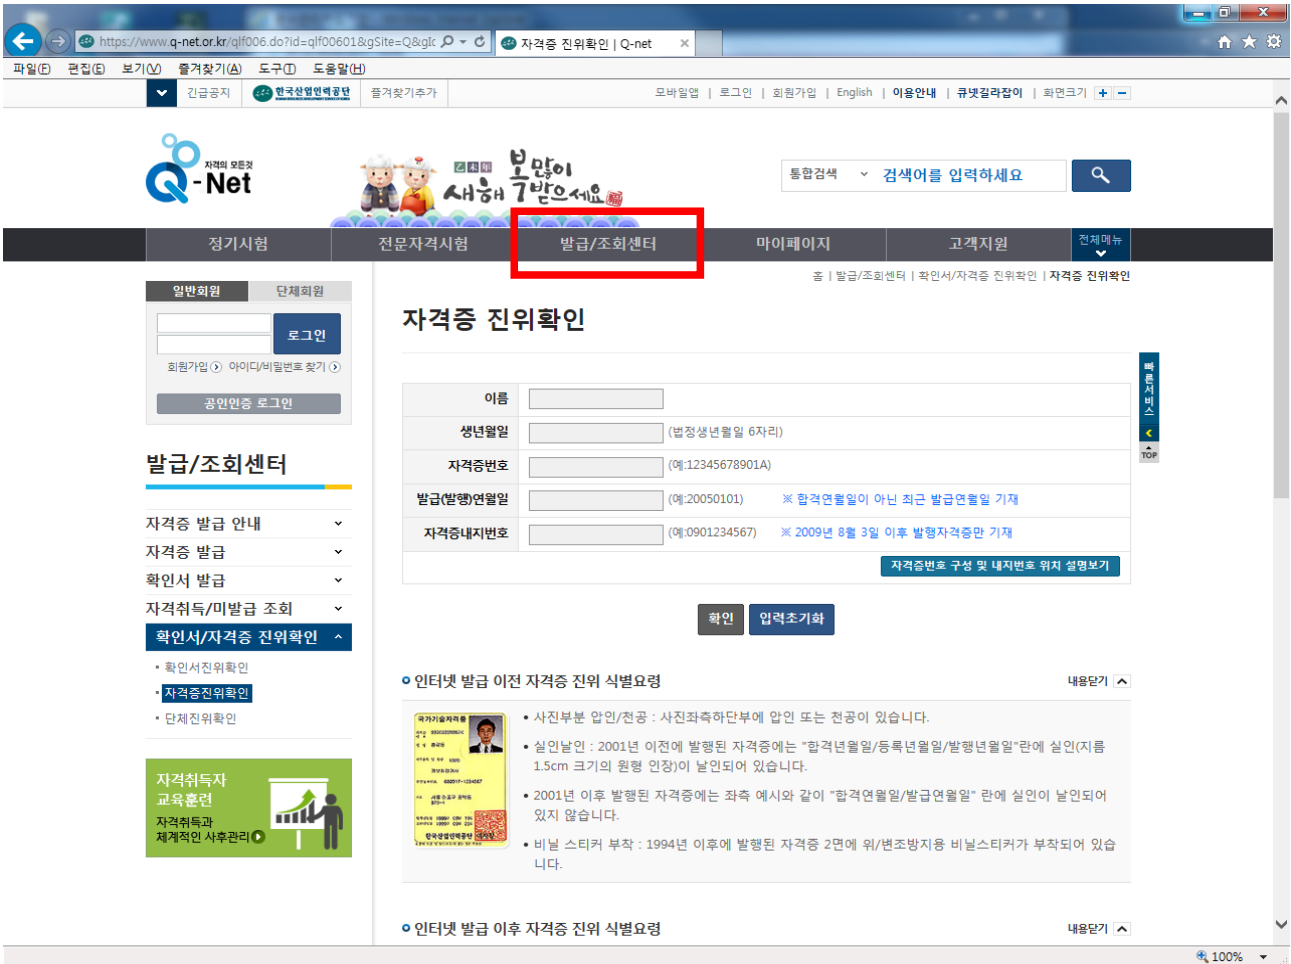 https://www.q-net.or.kr/qlf006.do?id=qlf00601&gSite=Q&gIc
자격증 진위확인 | Q-net
파일(F) 편집(E) 보기(V) 즐겨찾기(A) 도구(T) 도움말(H)
긴급공지 한국산업인력공단 즐겨찾기추가 모바일앱 | 로그인 | 회원가입 | English | 이용안내 | 큐넷길라잡이 | 화면크기 + -
자격의 모든것
Q-Net
乙未年
새해 복많이 받으세요 福
통합검색 검색어를 입력하세요
정기시험 전문자격시험 발급/조회센터 마이페이지 고객지원 전체메뉴
홈 | 발급/조회센터 | 확인서/자격증 진위확인 | 자격증 진위확인
일반회원 단체회원
로그인
회원가입 아이디/비밀번호 찾기
공인인증 로그인
발급/조회센터
자격증 발급 안내
자격증 발급
확인서 발급
자격취득/미발급 조회
확인서/자격증 진위확인
확인서진위확인
자격증진위확인
단체진위확인
자격취득자
교육훈련
자격취득과
체계적인 사후관리
자격증 진위확인
이름
생년월일 (법정생년월일 6자리)
자격증번호 (예:12345678901A)
발급(발행)연월일 (예:20050101) ※ 합격연월일이 아닌 최근 발급연월일 기재
자격증내지번호 (예:0901234567) ※ 2009년 8월 3일 이후 발행자격증만 기재
자격증번호 구성 및 내지번호 위치 설명보기
확인 입력초기화
빠른서비스
TOP
인터넷 발급 이전 자격증 진위 식별요령 내용닫기
국가기술자격증
한국산업인력공단
• 사진부분 압인/천공 : 사진좌측하단부에 압인 또는 천공이 있습니다.
• 실인날인 : 2001년 이전에 발행된 자격증에는 "합격년월일/등록년월일/발행년월일"란에 실인(지름
1.5cm 크기의 원형 인장)이 날인되어 있습니다.
• 2001년 이후 발행된 자격증에는 좌측 예시와 같이 "합격연월일/발급연월일" 란에 실인이 날인되어
있지 않습니다.
• 비닐 스티커 부착 : 1994년 이후에 발행된 자격증 2면에 위/변조방지용 비닐스티커가 부착되어 있습
니다.
인터넷 발급 이후 자격증 진위 식별요령 내용닫기
100%